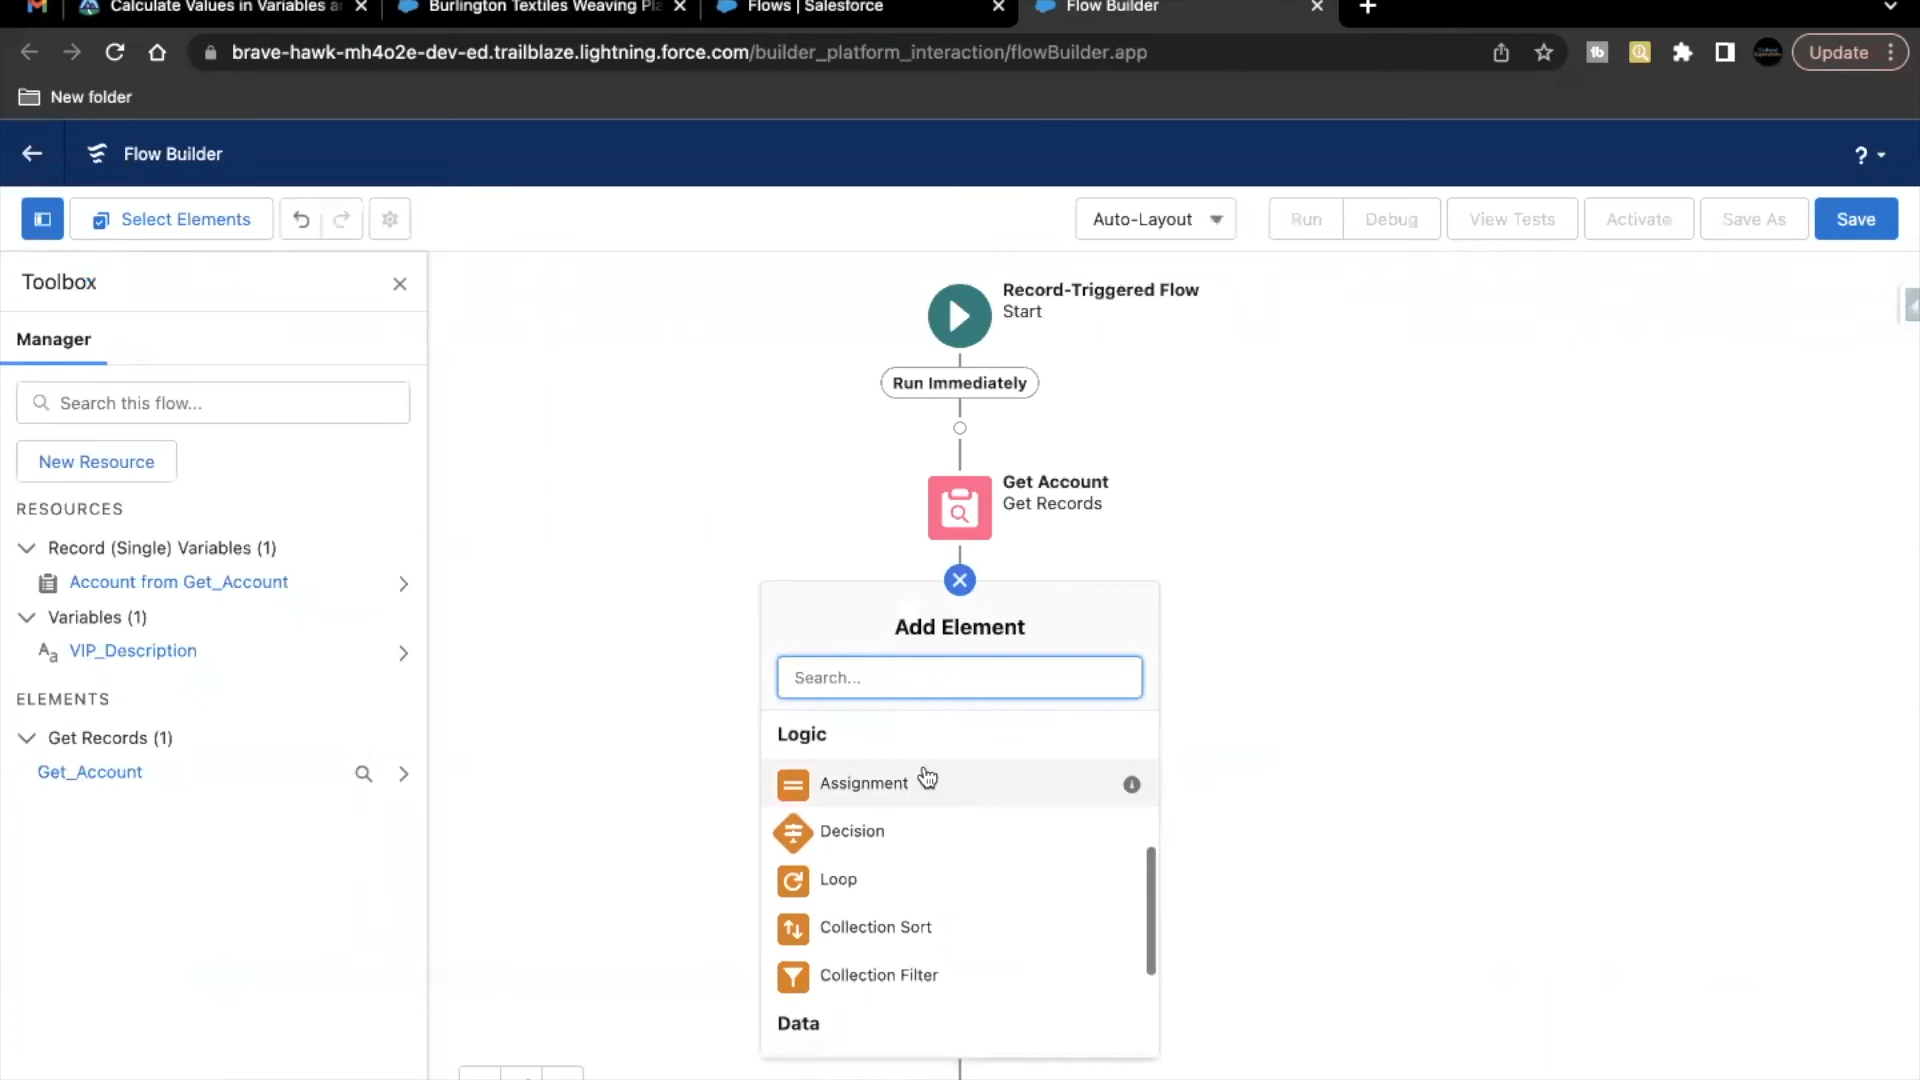 Calculate Values in Variables a
Burlington Textiles Weaving Pla
Flows | Salesforce
Flow Builder
brave-hawk-mh4o2e-dev-ed.trailblaze.lightning.force.com/builder_platform_interaction/flowBuilder.app
Update
New folder
Flow Builder
?
Select Elements
Auto-Layout
Run
Debug
View Tests
Activate
Save As
Save
Toolbox
Manager
Search this flow...
New Resource
RESOURCES
Record (Single) Variables (1)
Account from Get_Account
Variables (1)
Aa VIP_Description
ELEMENTS
Get Records (1)
Get_Account
Record-Triggered Flow
Start
Run Immediately
Get Account
Get Records
Add Element
Search...
Logic
Assignment
Decision
Loop
Collection Sort
Collection Filter
Data